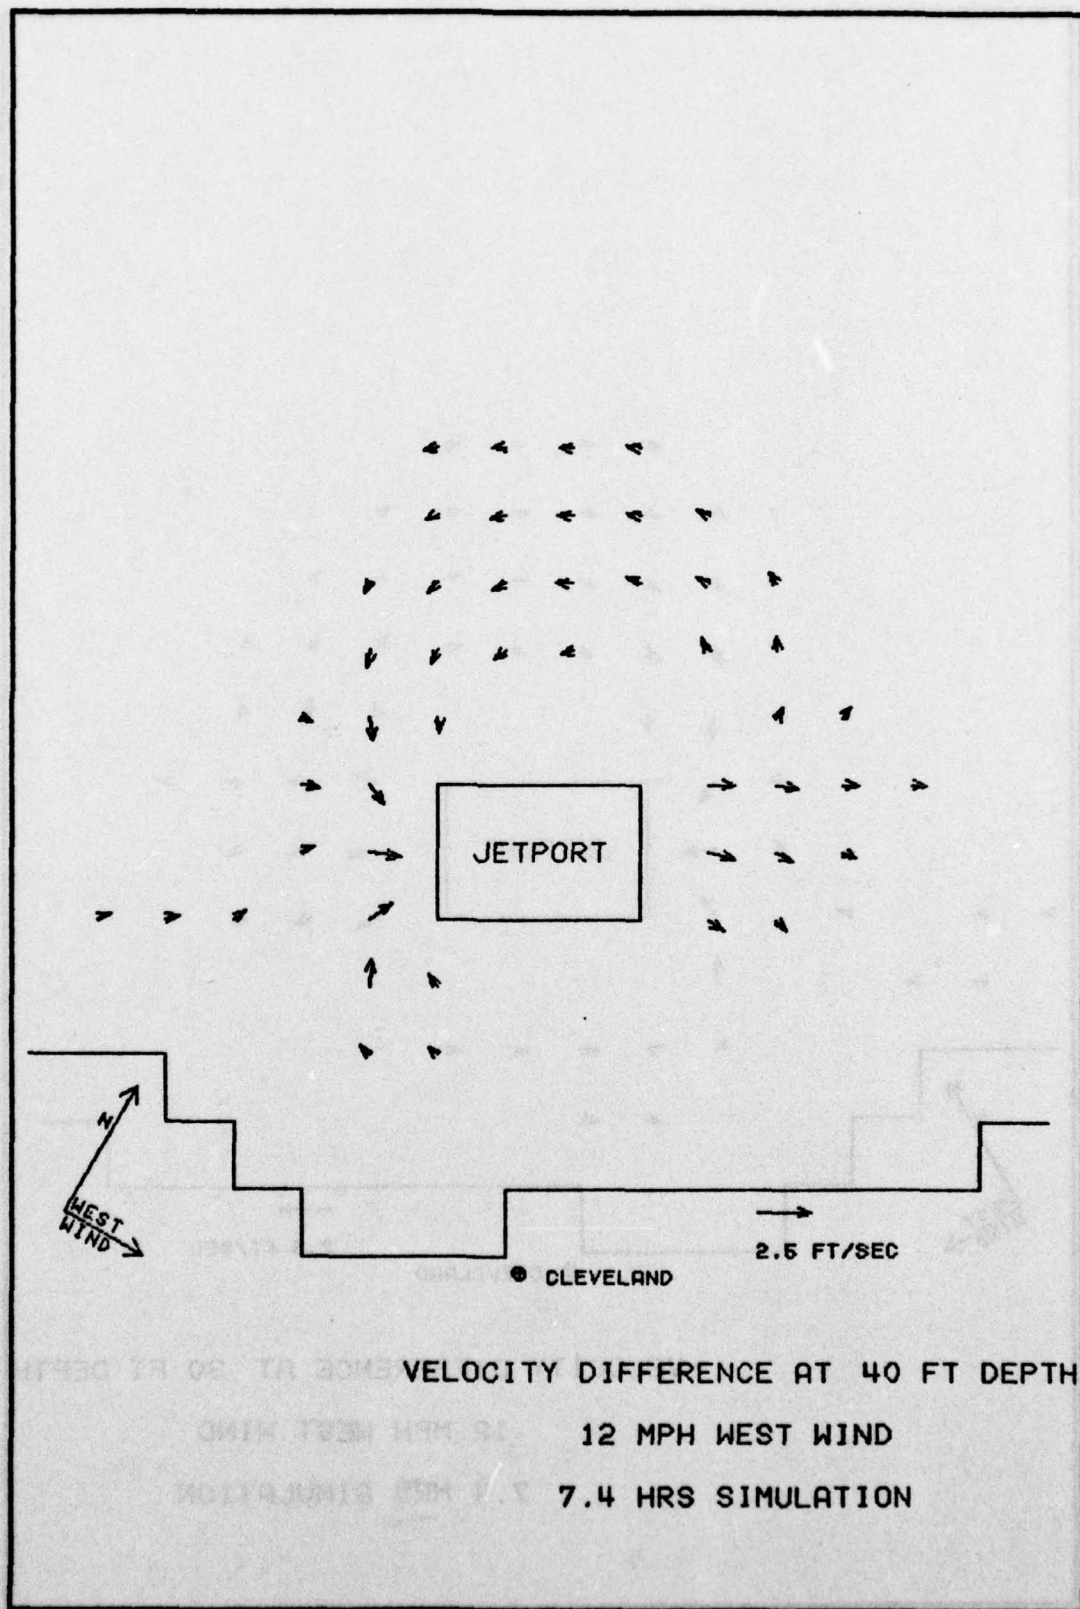 JETPORT
N
WEST
WIND
2.5 FT/SEC
CLEVELAND
VELOCITY DIFFERENCE AT 40 FT DEPTH
12 MPH WEST WIND
7.4 HRS SIMULATION